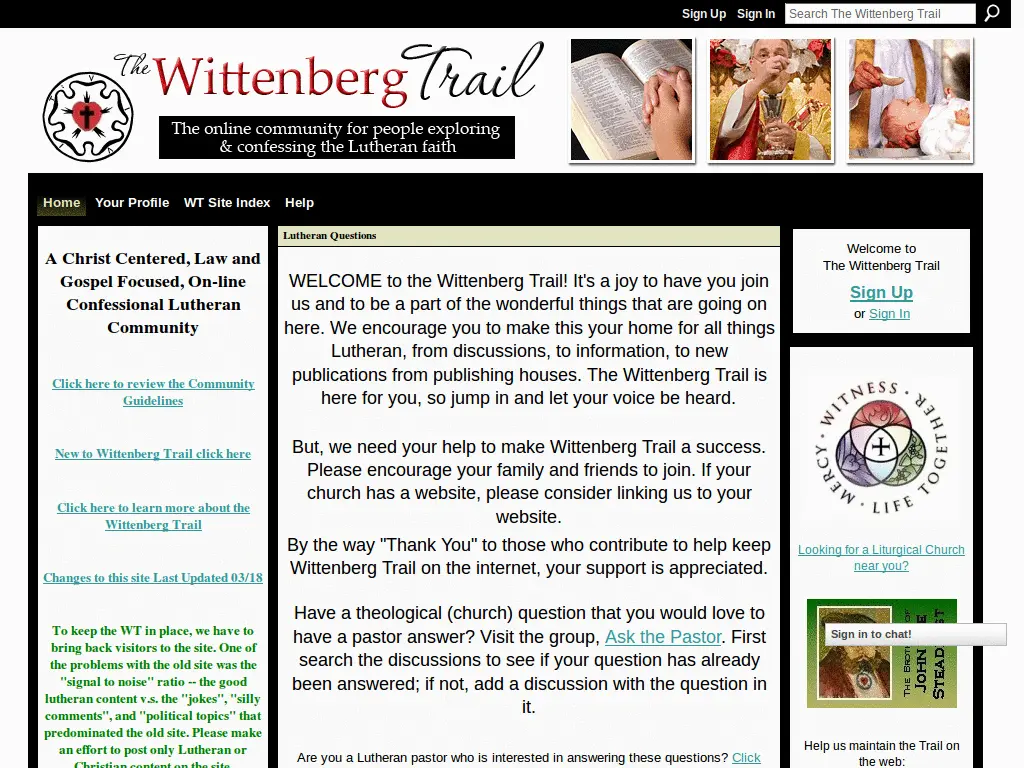 Sign Up Sign In Search The Wittenberg Trail
The Wittenberg Trail
The online community for people exploring
& confessing the Lutheran faith
Home Your Profile WT Site Index Help
A Christ Centered, Law and
Gospel Focused, On-line
Confessional Lutheran
Community
Click here to review the Community
Guidelines
New to Wittenberg Trail click here
Click here to learn more about the
Wittenberg Trail
Changes to this site Last Updated 03/18
To keep the WT in place, we have to
bring back visitors to the site. One of
the problems with the old site was the
"signal to noise" ratio -- the good
lutheran content v.s. the "jokes", "silly
comments", and "political topics" that
predominated the old site. Please make
an effort to post only Lutheran or
Christian content on the site.
Lutheran Questions
WELCOME to the Wittenberg Trail! It's a joy to have you join
us and to be a part of the wonderful things that are going on
here. We encourage you to make this your home for all things
Lutheran, from discussions, to information, to new
publications from publishing houses. The Wittenberg Trail is
here for you, so jump in and let your voice be heard.
But, we need your help to make Wittenberg Trail a success.
Please encourage your family and friends to join. If your
church has a website, please consider linking us to your
website.
By the way "Thank You" to those who contribute to help keep
Wittenberg Trail on the internet, your support is appreciated.
Have a theological (church) question that you would love to
have a pastor answer? Visit the group, Ask the Pastor. First
search the discussions to see if your question has already
been answered; if not, add a discussion with the question in
it.
Are you a Lutheran pastor who is interested in answering these questions? Click
Welcome to
The Wittenberg Trail
Sign Up
or Sign In
WITNESS · MERCY · LIFE TOGETHER
Looking for a Liturgical Church
near you?
Sign in to chat!
THE BROT OF
JOHN THE
STEADFAST
Help us maintain the Trail on
the web: